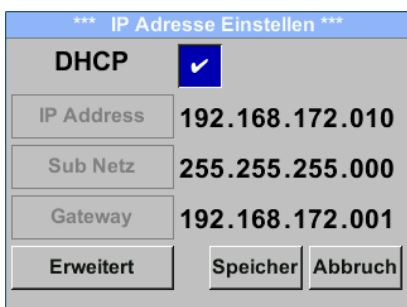 *** IP Adresse Einstellen ***
DHCP ✔
IP Address 192.168.172.010
Sub Netz 255.255.255.000
Gateway 192.168.172.001
Erweitert Speicher Abbruch